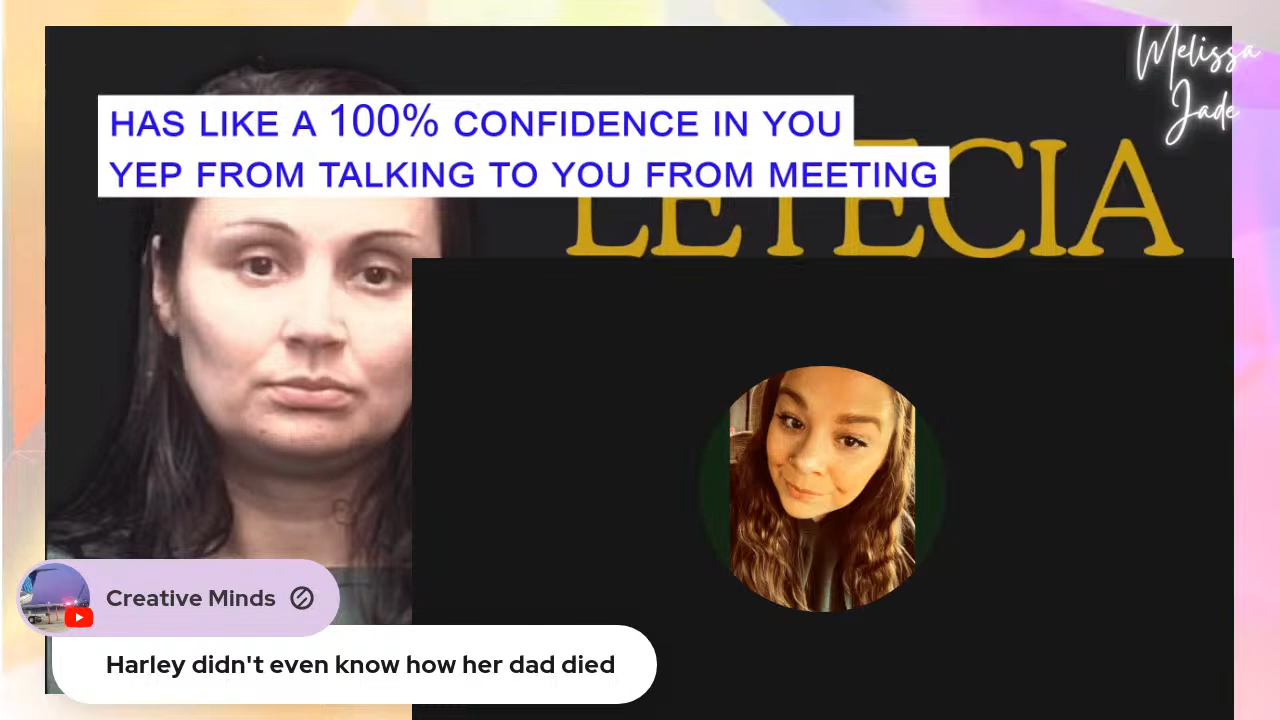 Melissa
Jade
HAS LIKE A 100% CONFIDENCE IN YOU
YEP FROM TALKING TO YOU FROM MEETING
LETECIA
Creative Minds
Harley didn't even know how her dad died